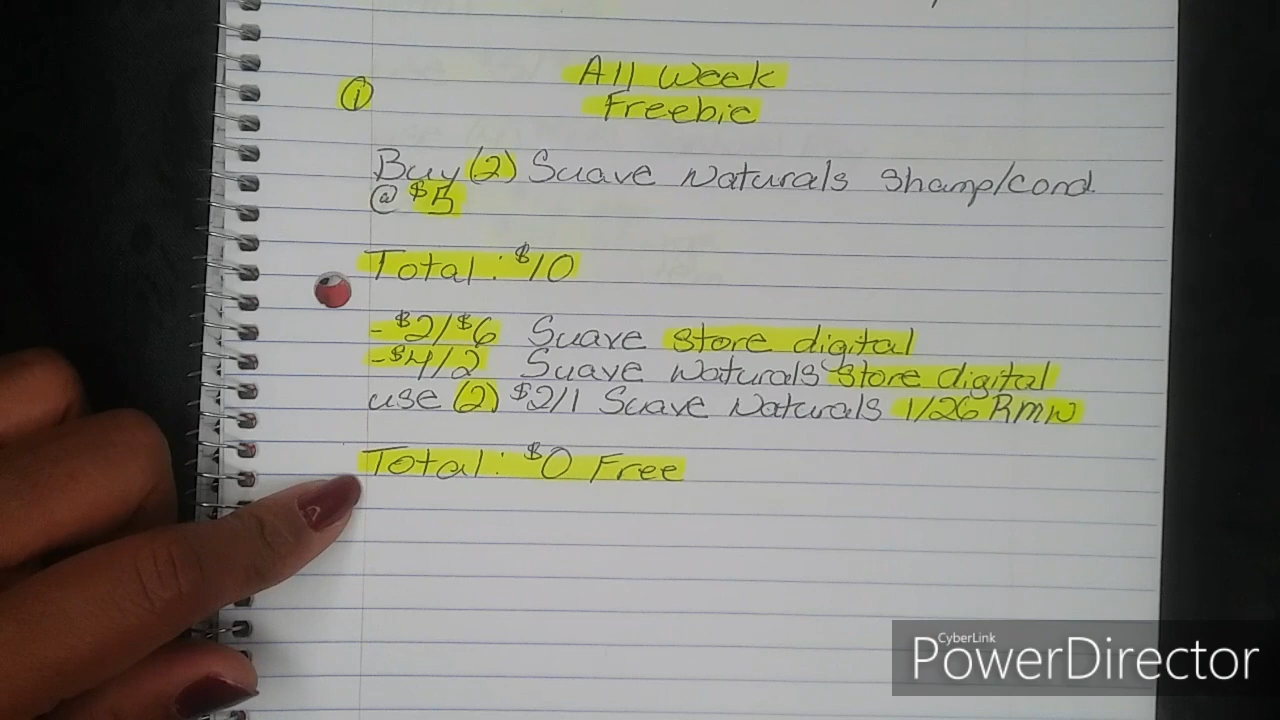 All Week
① Freebie
Buy (2) Suave Naturals Shamp/Cond.
@ $5
Total: $10
-$2/$6 Suave store digital
-$4/2 Suave Naturals store digital
use (2) $2/1 Suave Naturals 1/26 RMN
Total: $0 Free
CyberLink
PowerDirector